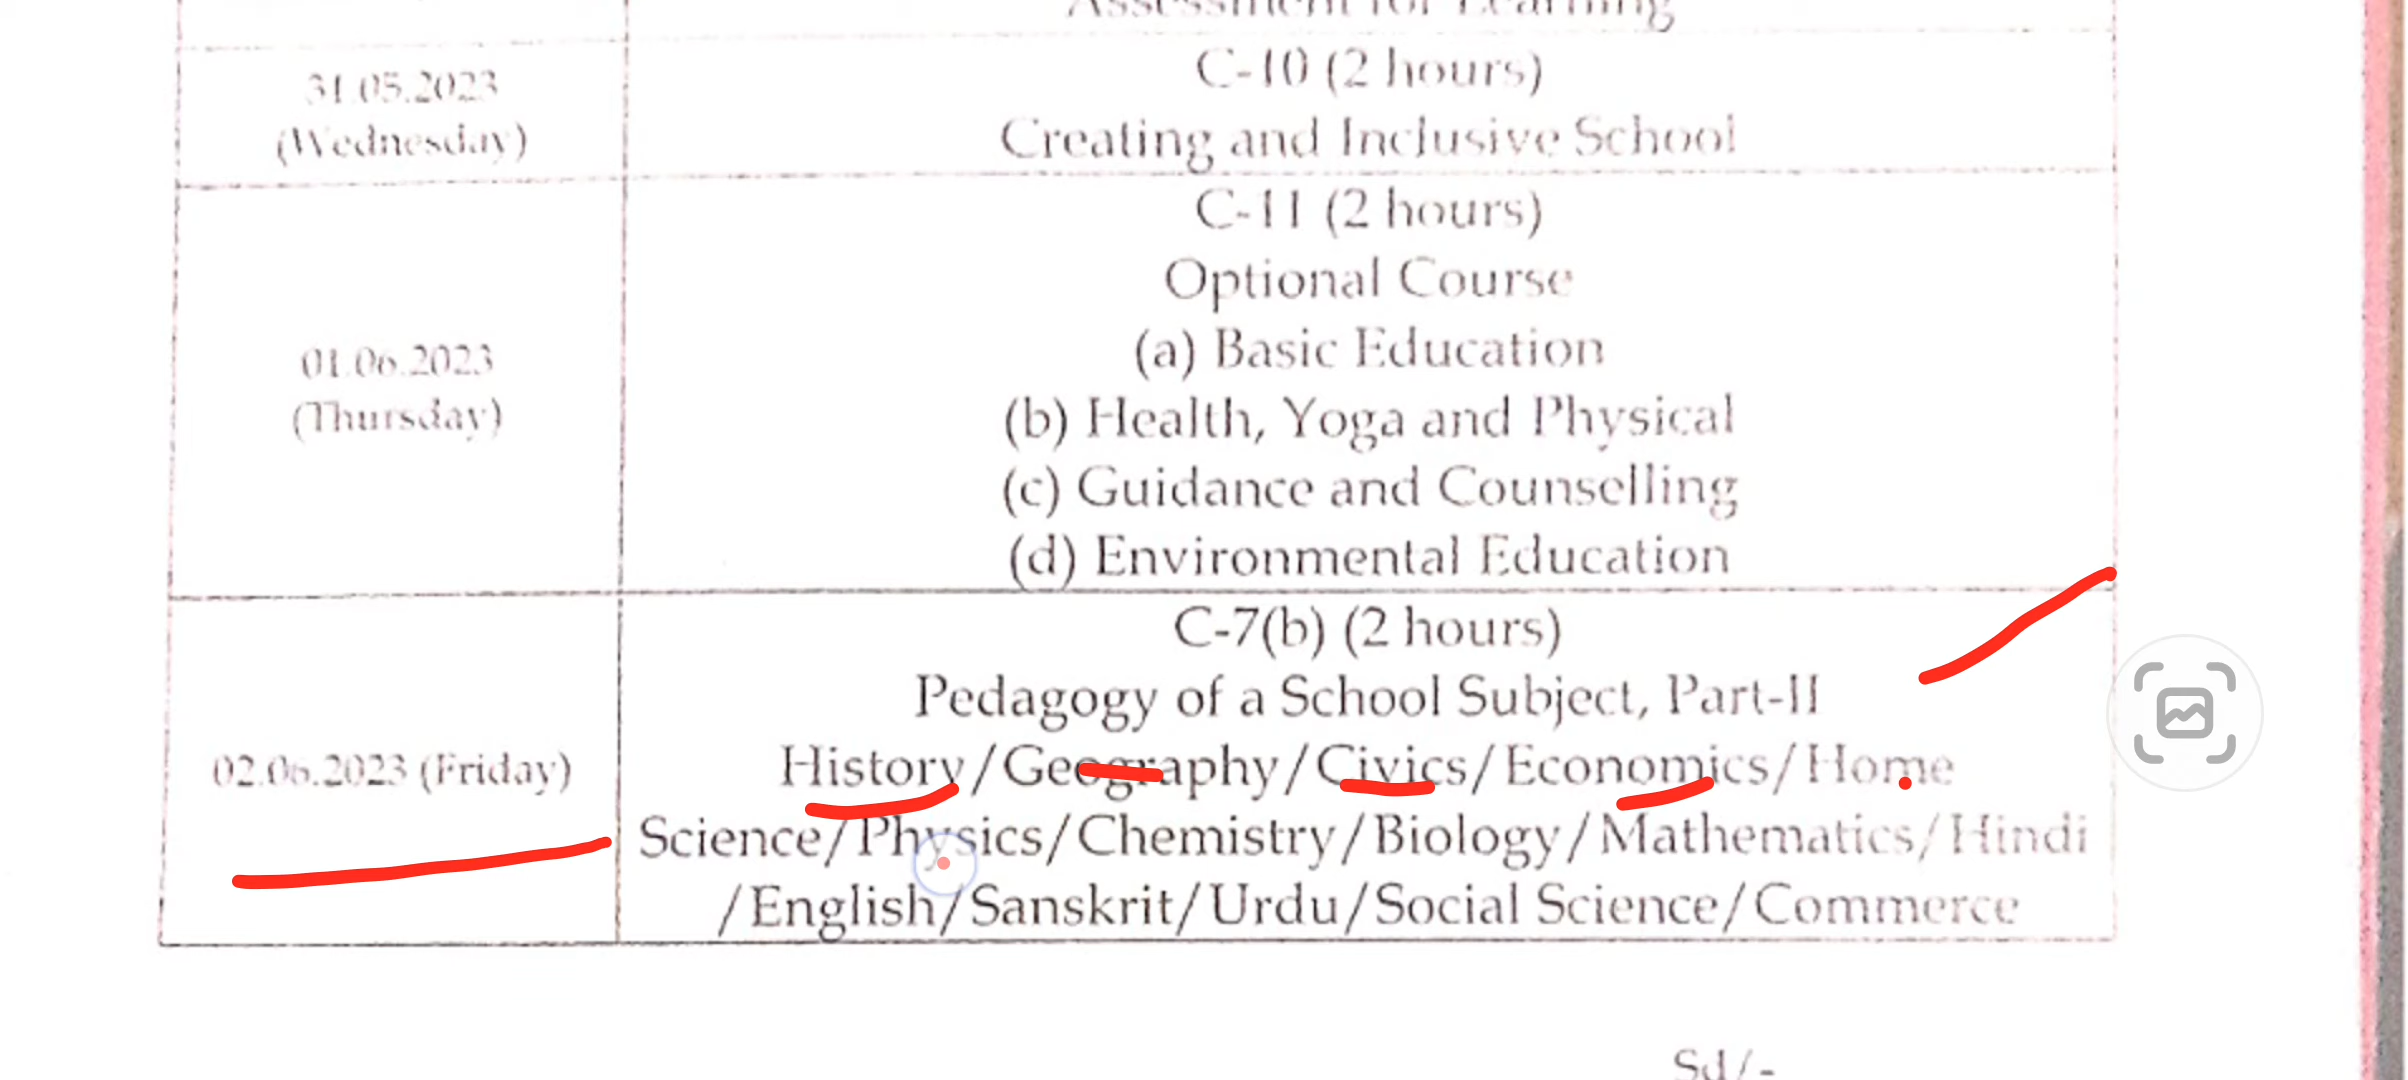 Assessment for Learning
31.05.2023
(Wednesday)
C-10 (2 hours)
Creating and Inclusive School
01.06.2023
(Thursday)
C-11 (2 hours)
Optional Course
(a) Basic Education
(b) Health, Yoga and Physical
(c) Guidance and Counselling
(d) Environmental Education
02.06.2023 (Friday)
C-7(b) (2 hours)
Pedagogy of a School Subject, Part-II
History/Geography/Civics/Economics/Home
Science/Physics/Chemistry/Biology/Mathematics/Hindi
/English/Sanskrit/Urdu/Social Science/Commerce
Sd/-